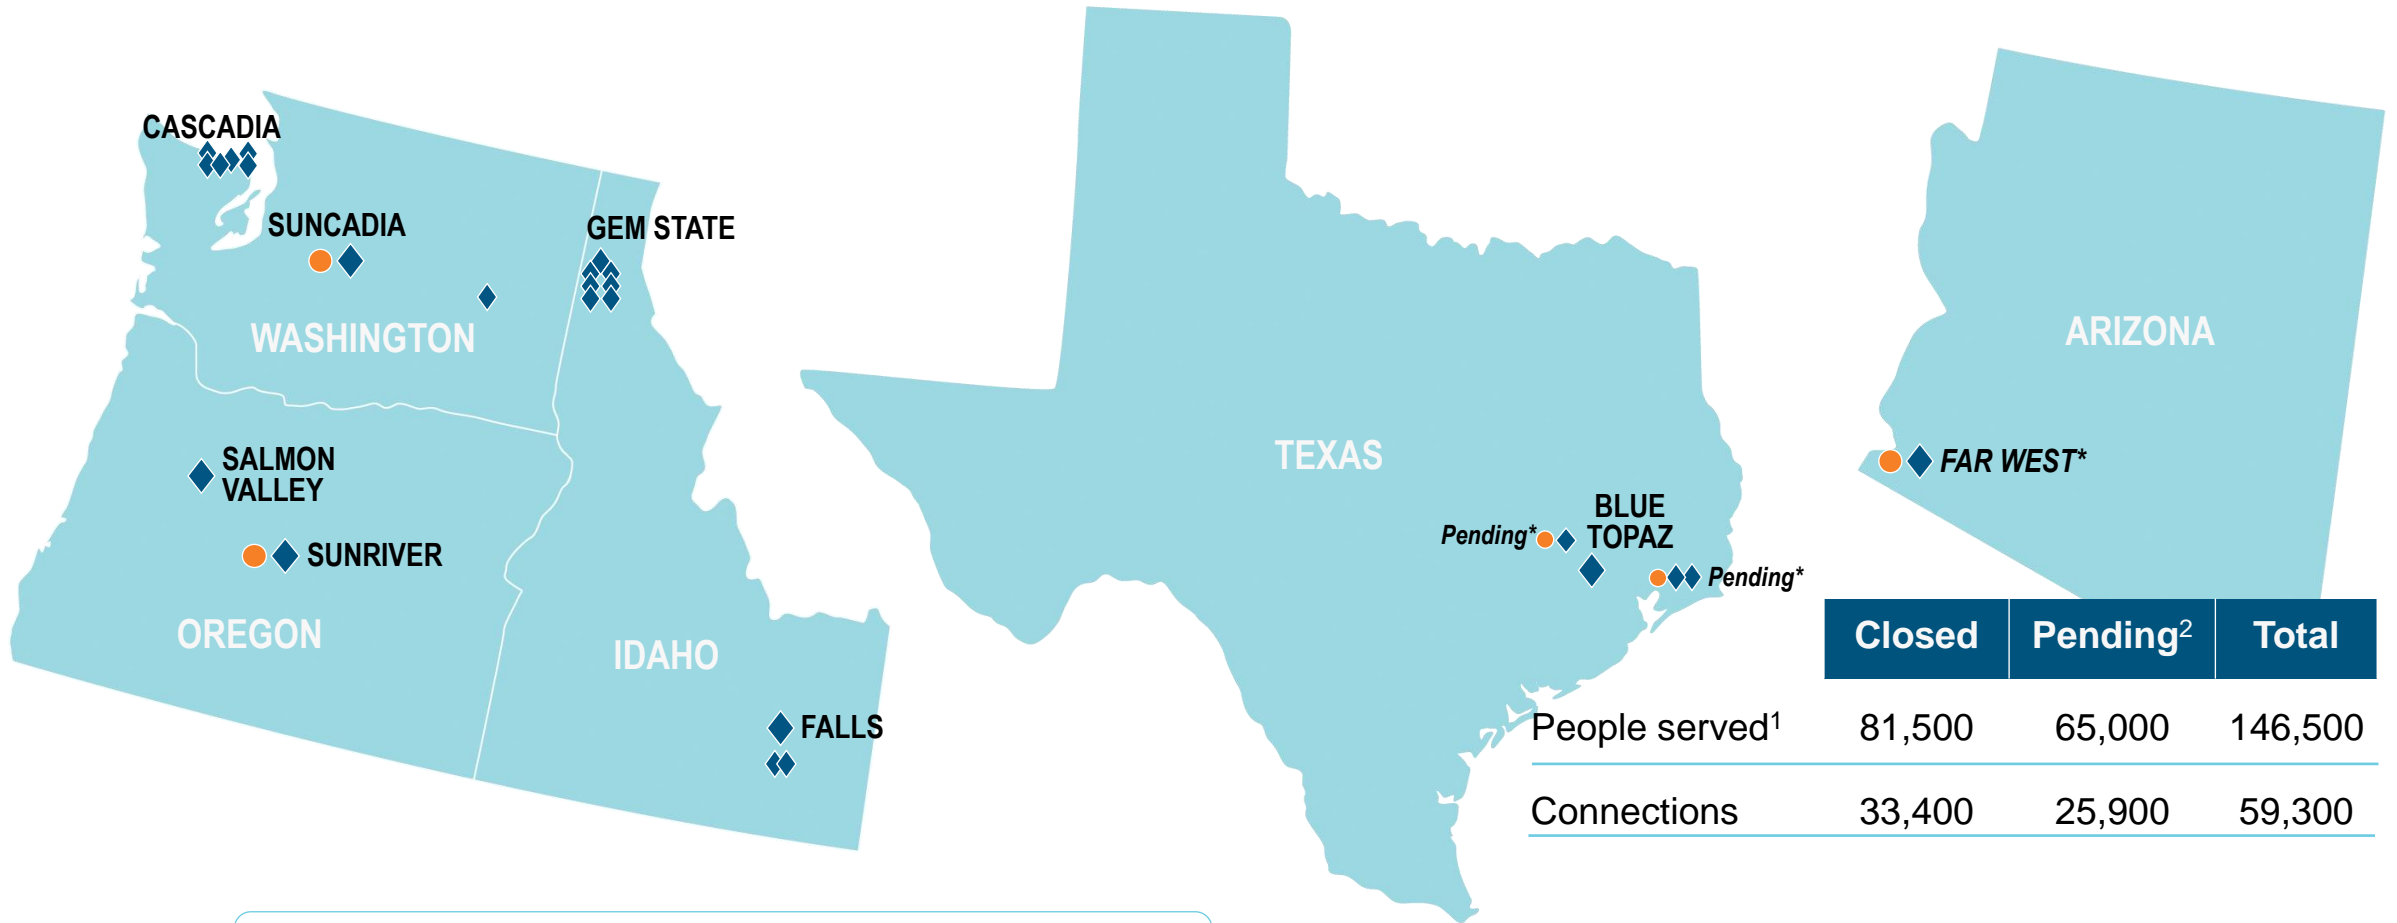 CASCADIA
SUNCADIA
GEM STATE
WASHINGTON
SALMON
VALLEY
SUNRIVER
OREGON
IDAHO
FALLS
TEXAS
BLUE
TOPAZ
Pending*
Pending*
ARIZONA
FAR WEST*
Closed Pending² Total
People served¹ 81,500 65,000 146,500
Connections 33,400 25,900 59,300